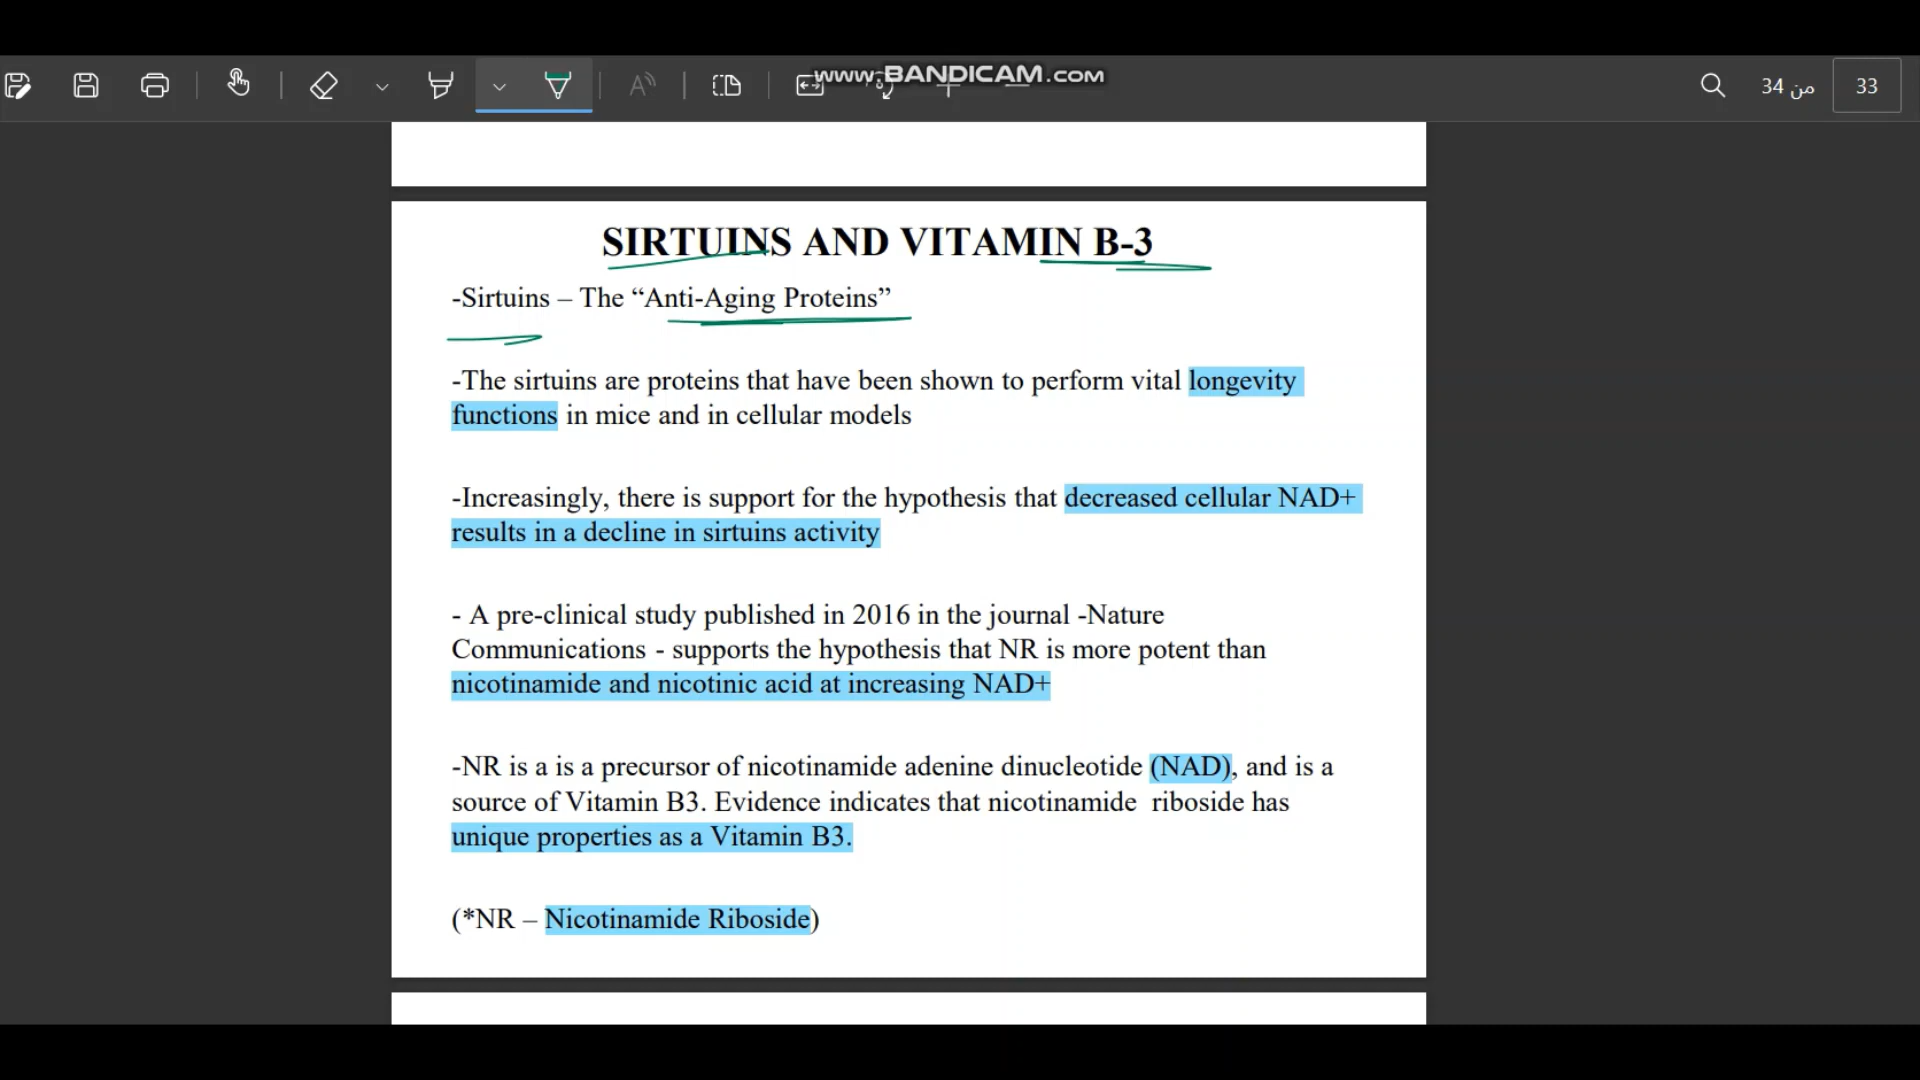 www.BANDICAM.com
34 من
33
SIRTUINS AND VITAMIN B-3
-Sirtuins – The “Anti-Aging Proteins”
-The sirtuins are proteins that have been shown to perform vital longevity
functions in mice and in cellular models
-Increasingly, there is support for the hypothesis that decreased cellular NAD+
results in a decline in sirtuins activity
- A pre-clinical study published in 2016 in the journal -Nature
Communications - supports the hypothesis that NR is more potent than
nicotinamide and nicotinic acid at increasing NAD+
-NR is a is a precursor of nicotinamide adenine dinucleotide (NAD), and is a
source of Vitamin B3. Evidence indicates that nicotinamide  riboside has
unique properties as a Vitamin B3.
(*NR – Nicotinamide Riboside)